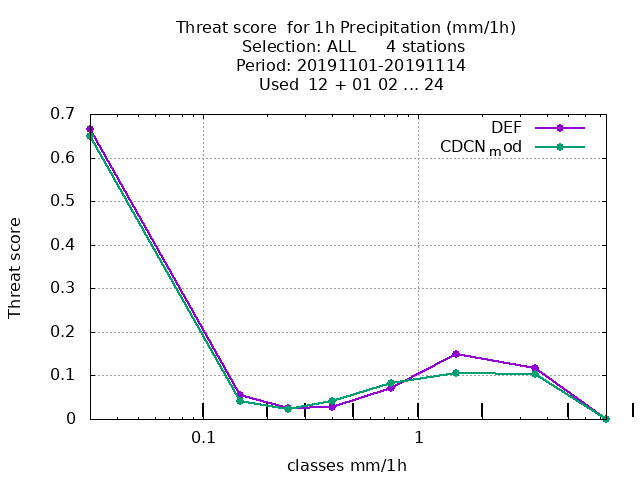 Threat score  for 1h Precipitation (mm/1h)
Selection: ALL      4 stations
Period: 20191101-20191114
Used  12 + 01 02 ... 24
DEF
CDCNmod
0.7
0.6
0.5
0.4
0.3
0.2
0.1
0
Threat score
0.1
1
classes mm/1h